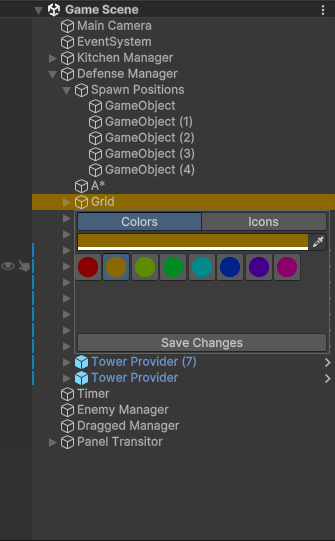 Game Scene
Main Camera
EventSystem
Kitchen Manager
Defense Manager
Spawn Positions
GameObject
GameObject (1)
GameObject (2)
GameObject (3)
GameObject (4)
A*
Grid
Colors Icons
Save Changes
Tower Provider (7)
Tower Provider
Timer
Enemy Manager
Dragged Manager
Panel Transitor